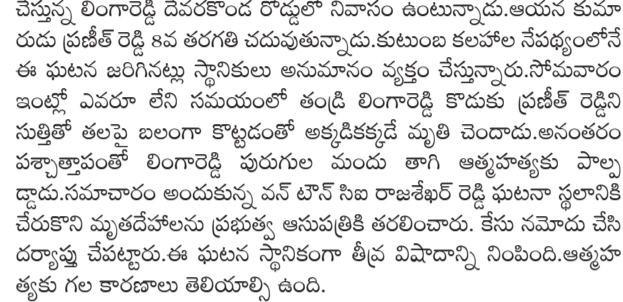 చేస్తున్న లింగారెడ్డి దేవరకొండ రోడ్డులో నివాసం ఉంటున్నాడు.ఆయన కుమా
రుడు ప్రణీత్ రెడ్డి 8వ తరగతి చదువుతున్నాడు.కుటుంబ కలహాల నేపథ్యంలోనే
ఈ ఘటన జరిగినట్లు స్థానికులు అనుమానం వ్యక్తం చేస్తున్నారు.సోమవారం
ఇంట్లో ఎవరూ లేని సమయంలో తండ్రి లింగారెడ్డి కొడుకు ప్రణీత్ రెడ్డిని
సుత్తితో తలపై బలంగా కొట్టడంతో అక్కడికక్కడే మృతి చెందాడు.అనంతరం
పశ్చాత్తాపంతో లింగారెడ్డి పురుగుల మందు తాగి ఆత్మహత్యకు పాల్ప
డ్డాడు.సమాచారం అందుకున్న వన్ టౌన్ సిఐ రాజశేఖర్ రెడ్డి ఘటనా స్థలానికి
చేరుకొని మృతదేహాలను ప్రభుత్వ ఆసుపత్రికి తరలించారు. కేసు నమోదు చేసి
దర్యాప్తు చేపట్టారు.ఈ ఘటన స్థానికంగా తీవ్ర విషాదాన్ని నింపింది.ఆత్మహ
త్యకు గల కారణాలు తెలియాల్సి ఉంది.